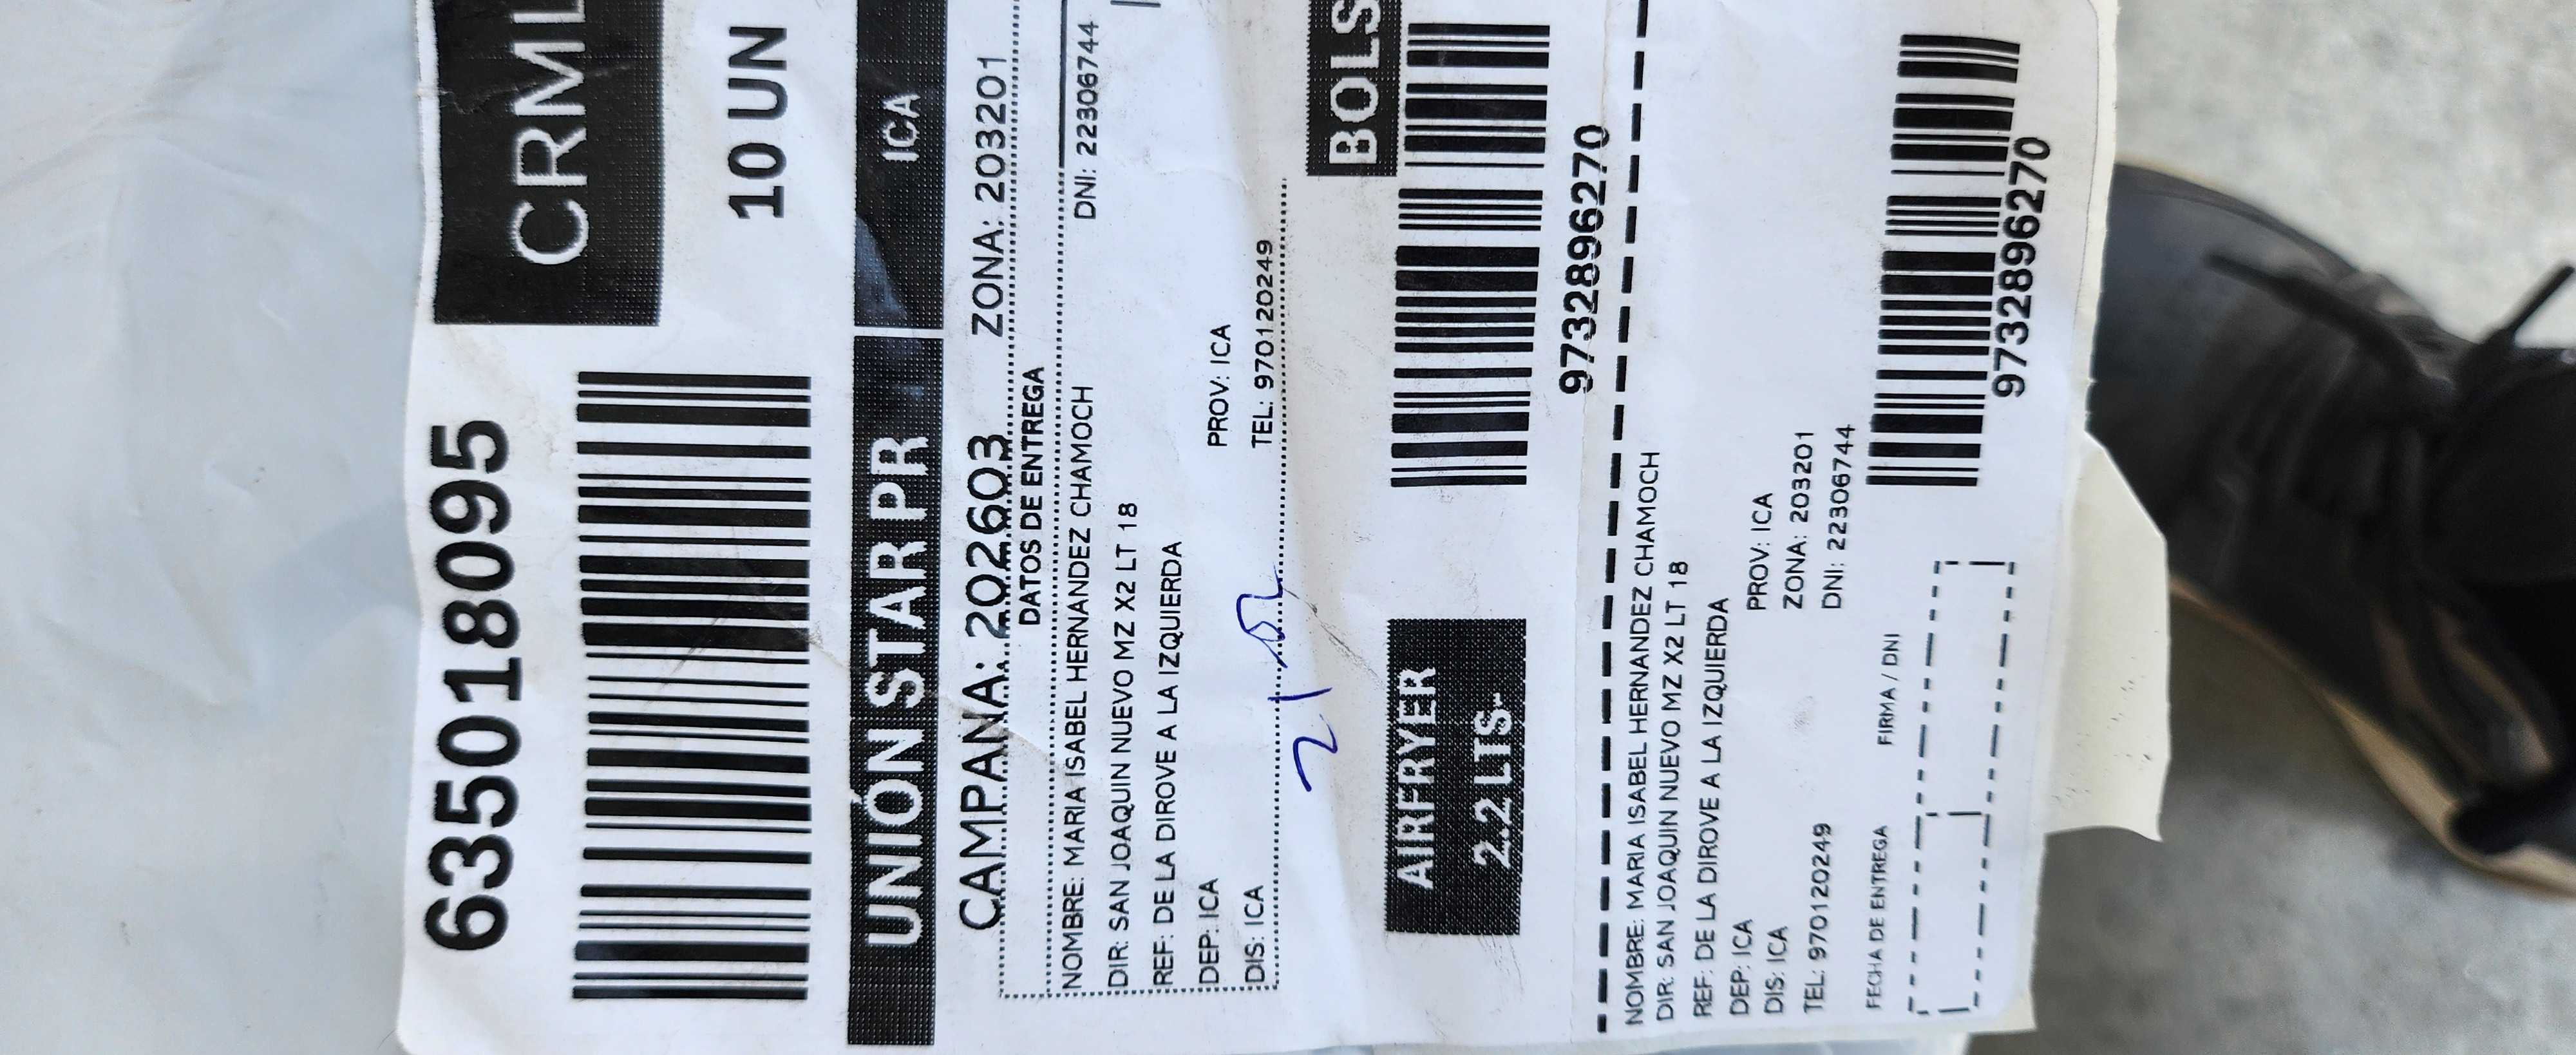 635018095
CRML
10 UN
UNIÓN STAR PR
ICA
CAMPAÑA: 202603 ZONA: 203201
DATOS DE ENTREGA
NOMBRE: MARIA ISABEL HERNANDEZ CHAMOCH DNI: 22306744
DIR: SAN JOAQUIN NUEVO MZ X2 LT 18
REF: DE LA DIROVE A LA IZQUIERDA
DEP: ICA PROV: ICA
DIS: ICA TEL: 970120249
AIRFRYER
2.2 LTS-
BOLS
9732896270
NOMBRE: MARIA ISABEL HERNANDEZ CHAMOCH
DIR: SAN JOAQUIN NUEVO MZ X2 LT 18
REF: DE LA DIROVE A LA IZQUIERDA
DEP: ICA PROV: ICA
DIS: ICA ZONA: 203201
TEL: 970120249 DNI: 22306744
FECHA DE ENTREGA FIRMA / DNI
9732896270